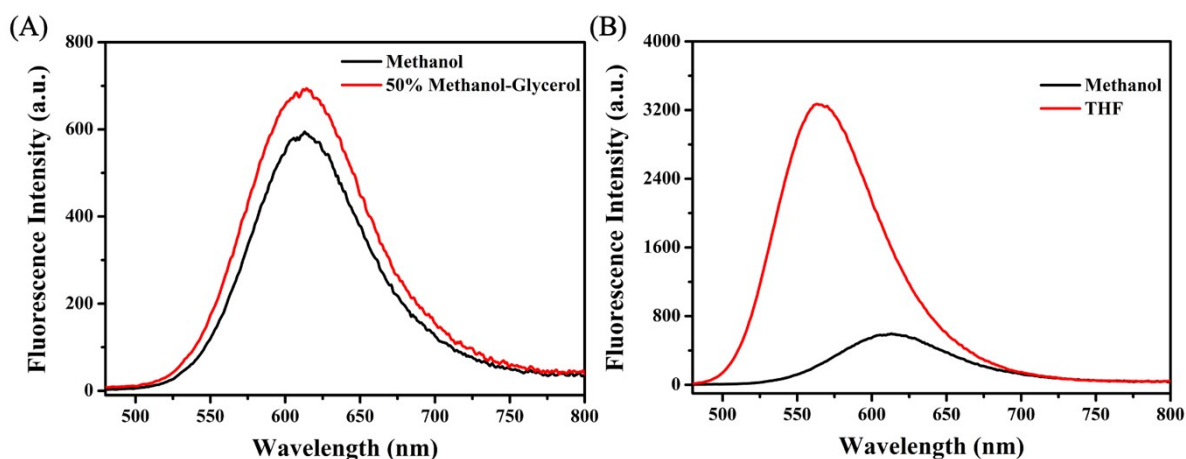 (A)
Fluorescence Intensity (a.u.)
800
600
400
200
0
Methanol
50% Methanol-Glycerol
500 550 600 650 700 750 800
Wavelength (nm)
(B)
Fluorescence Intensity (a.u.)
4000
3200
2400
1600
800
0
Methanol
THF
500 550 600 650 700 750 800
Wavelength (nm)